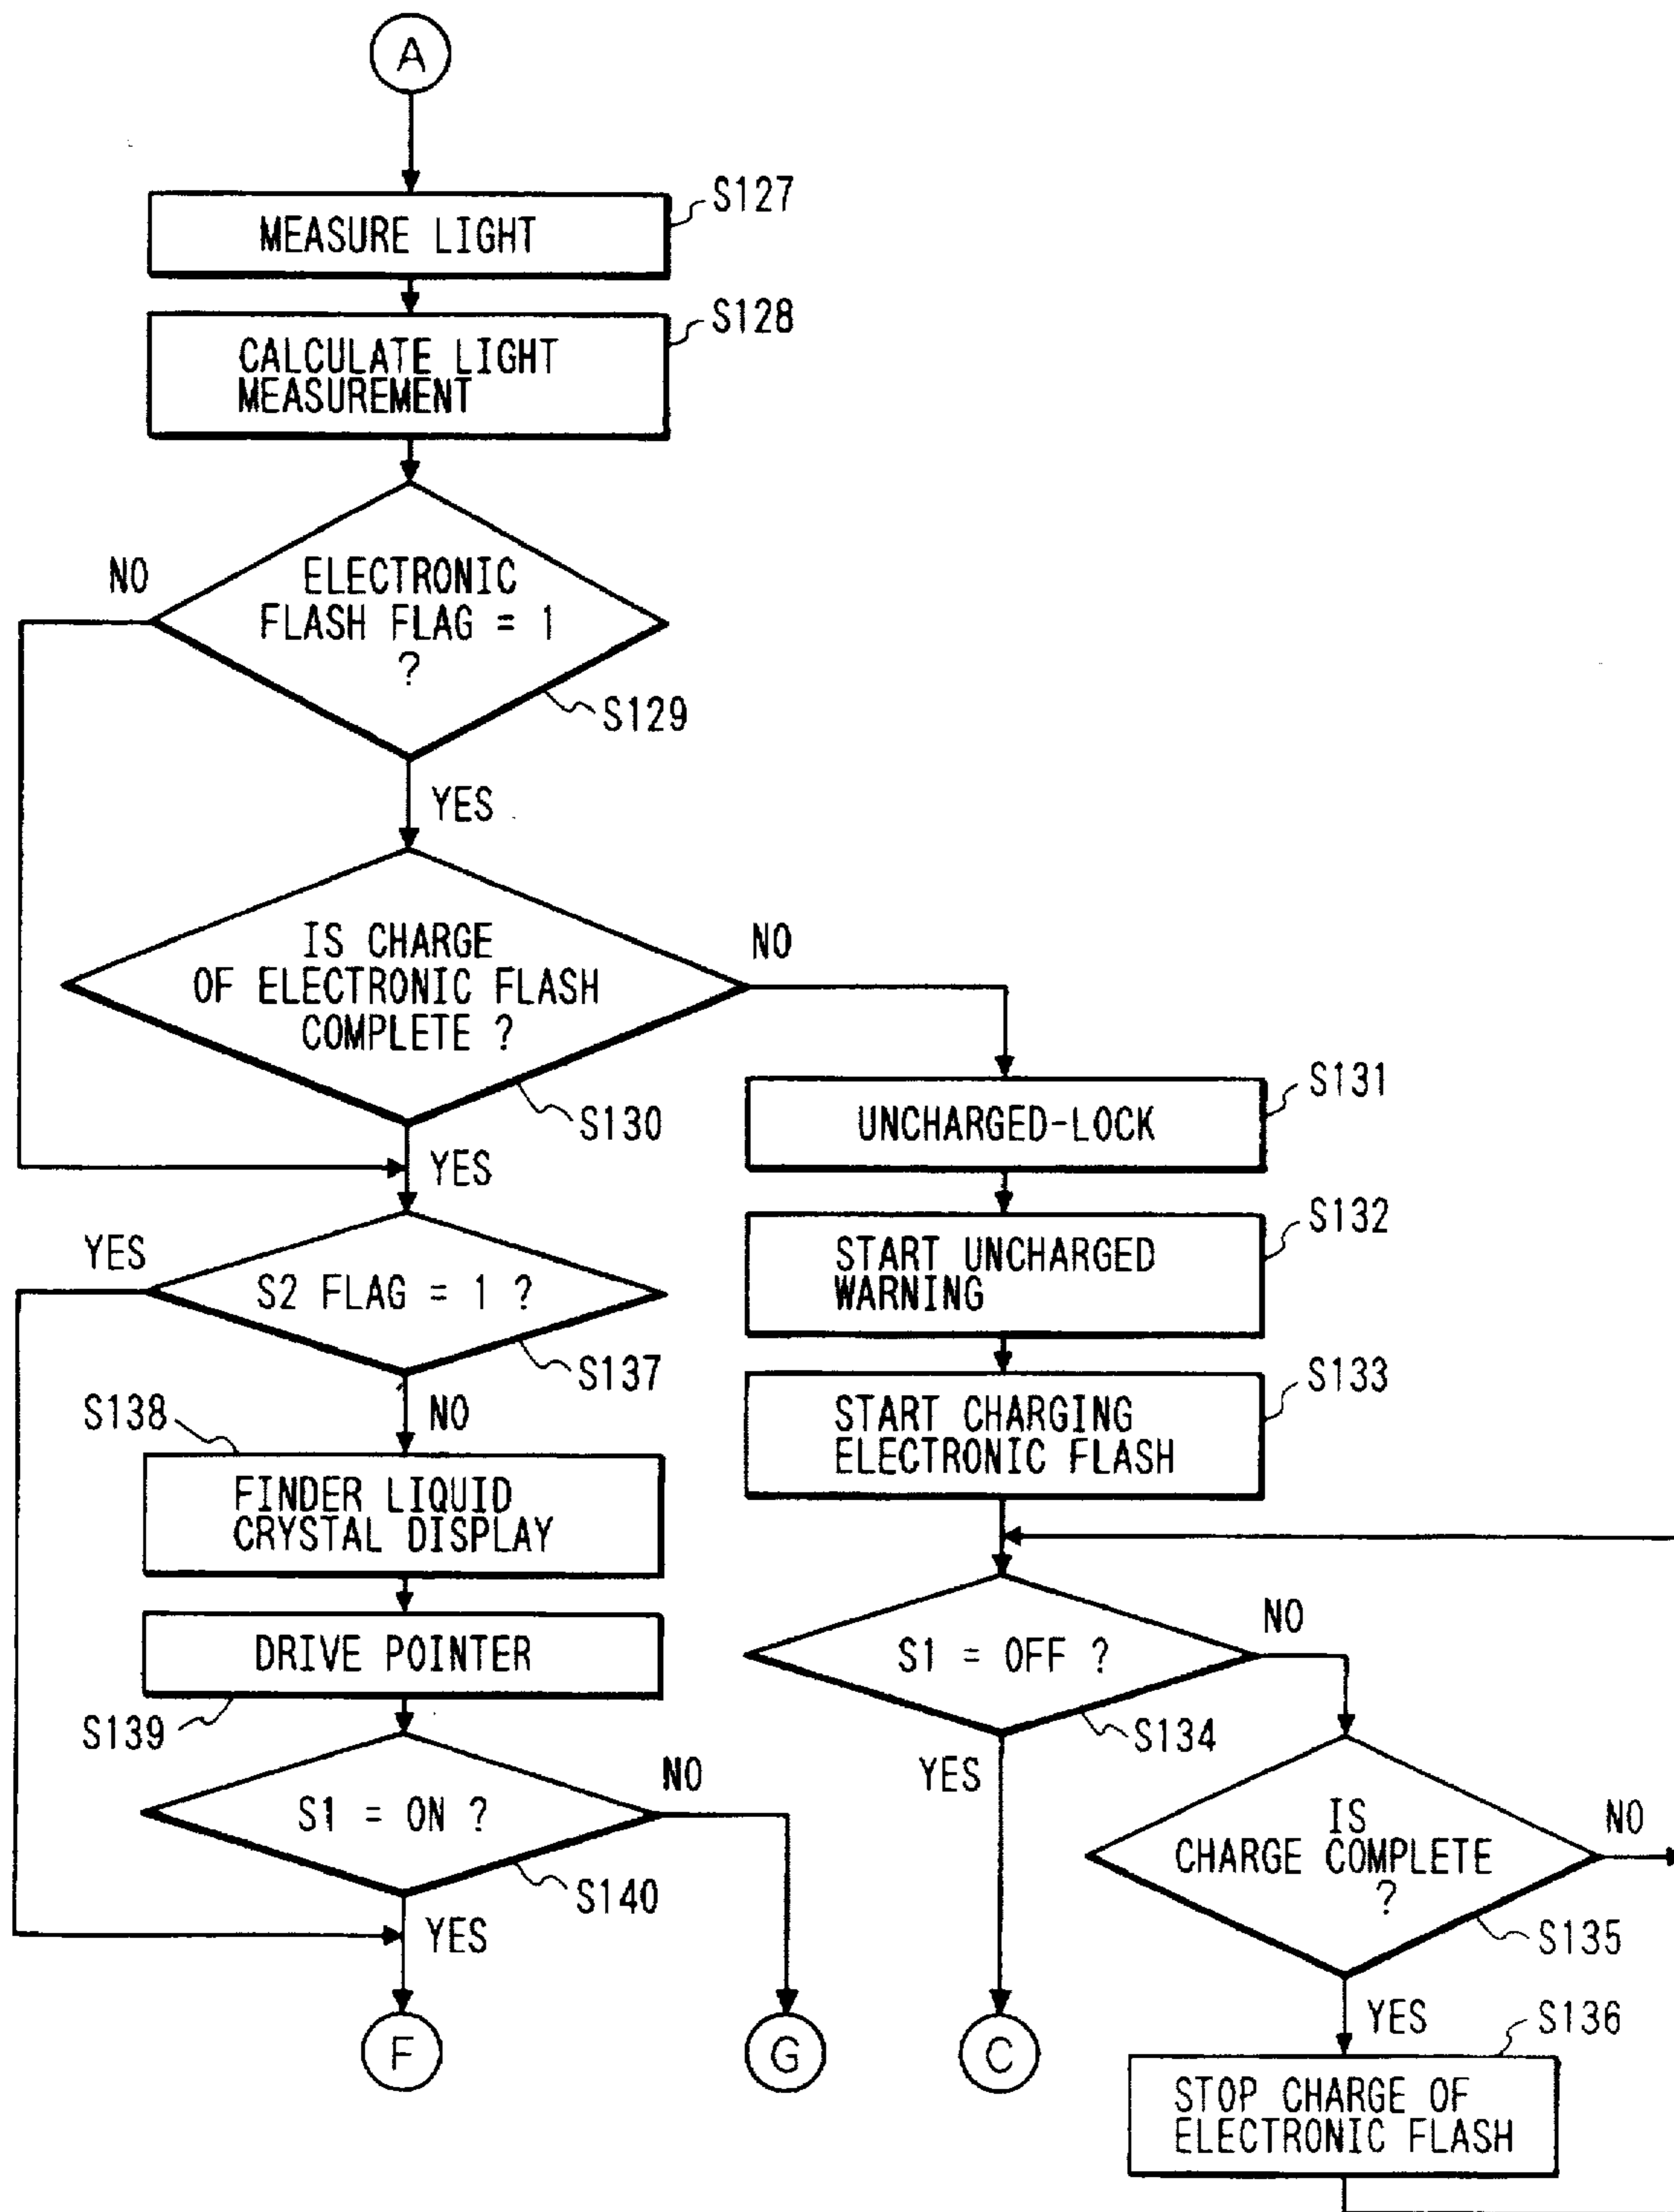 A
S127
MEASURE LIGHT
S128
CALCULATE LIGHT
MEASUREMENT
NO
ELECTRONIC
FLASH FLAG = 1
?
S129
YES
IS CHARGE
OF ELECTRONIC FLASH
COMPLETE ?
NO
S130
YES
S131
UNCHARGED-LOCK
S132
START UNCHARGED
WARNING
S133
START CHARGING
ELECTRONIC FLASH
YES
S2 FLAG = 1 ?
S137
NO
S138
FINDER LIQUID
CRYSTAL DISPLAY
DRIVE POINTER
S139
S1 = ON ?
NO
S140
YES
F
G
S1 = OFF ?
NO
S134
YES
C
IS
CHARGE COMPLETE
?
NO
S135
YES
S136
STOP CHARGE OF
ELECTRONIC FLASH